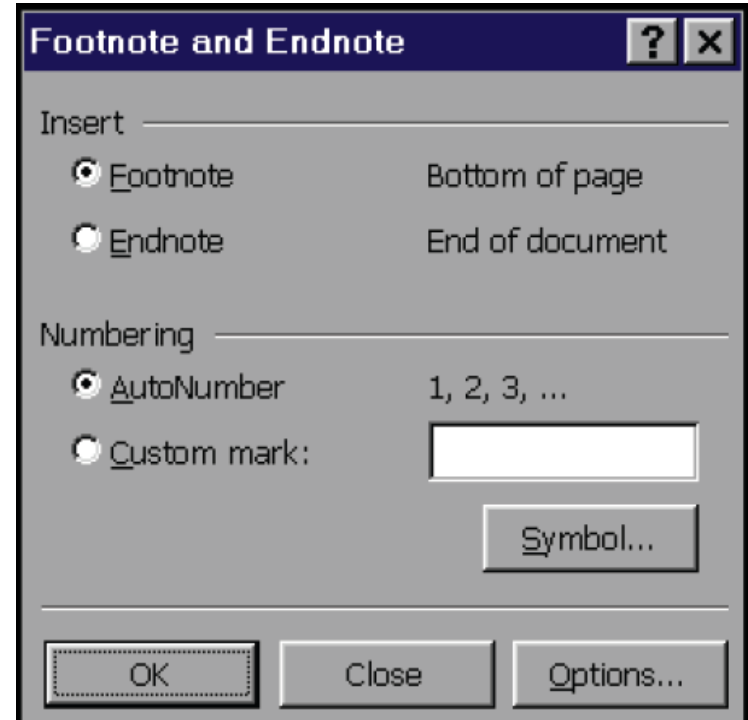 Footnote and Endnote
Insert
Footnote Bottom of page
Endnote End of document
Numbering
AutoNumber 1, 2, 3, ...
Custom mark:
Symbol...
OK Close Options...